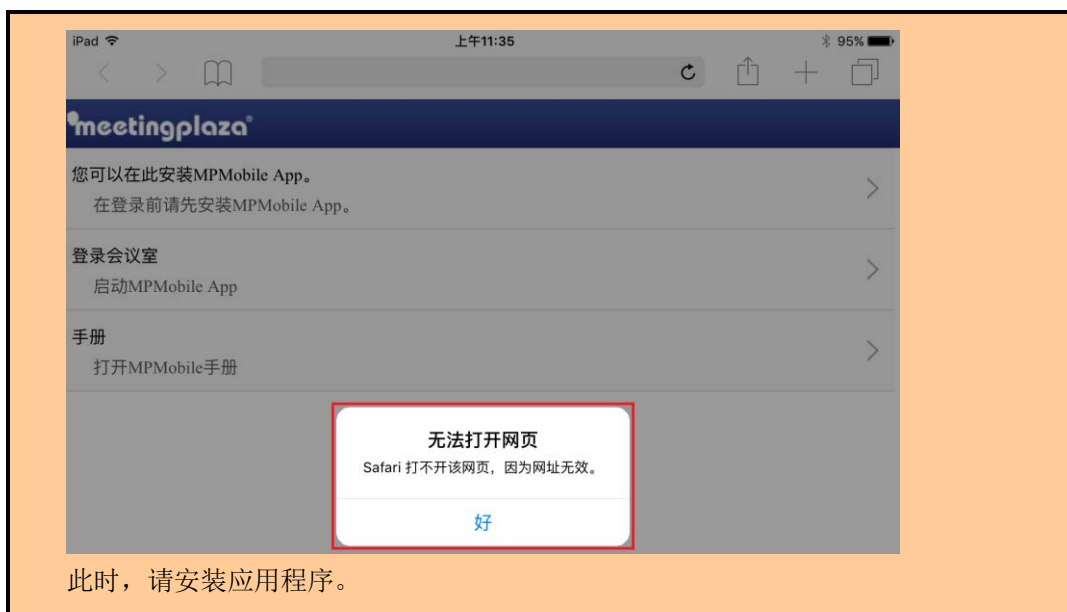 iPad 上午11:35 95%
meetingplaza®
您可以在此安装MPMobile App。
在登录前请先安装MPMobile App。
登录会议室
启动MPMobile App
手册
打开MPMobile手册
无法打开网页
Safari 打不开该网页，因为网址无效。
好
此时，请安装应用程序。